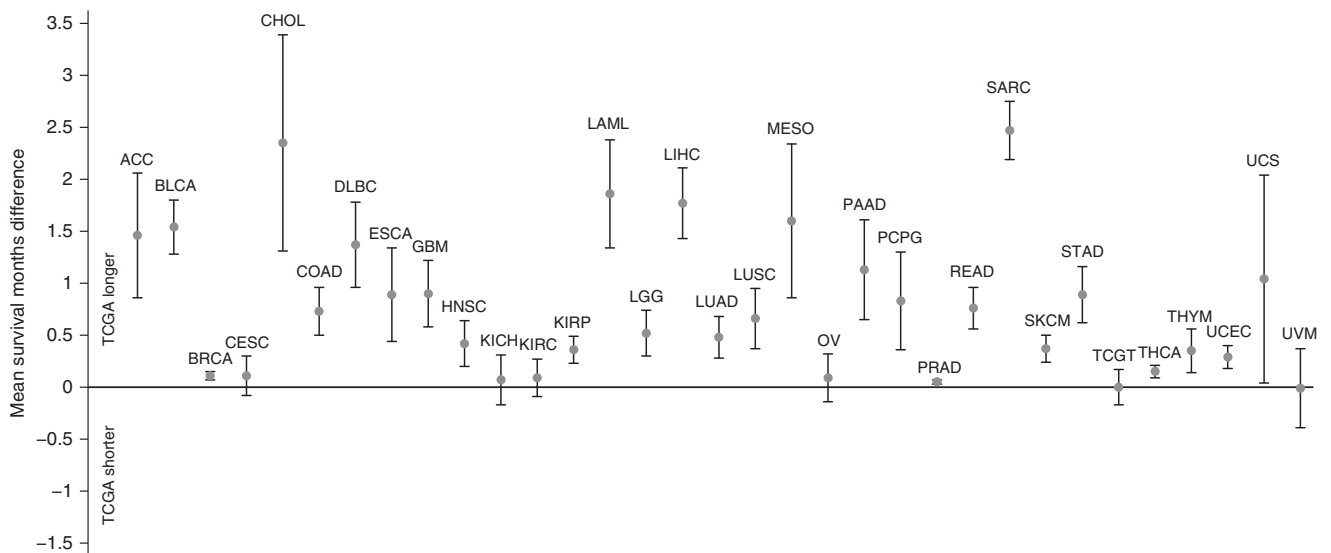 3.5
3
2.5
2
1.5
1
0.5
0
−0.5
−1
−1.5
Mean survival months difference
TCGA longer
TCGA shorter
ACC
BLCA
BRCA
CESC
CHOL
COAD
DLBC
ESCA
GBM
HNSC
KICH
KIRC
KIRP
LAML
LGG
LIHC
LUAD
LUSC
MESO
OV
PAAD
PCPG
PRAD
READ
SARC
SKCM
STAD
TCGT
THCA
THYM
UCEC
UCS
UVM